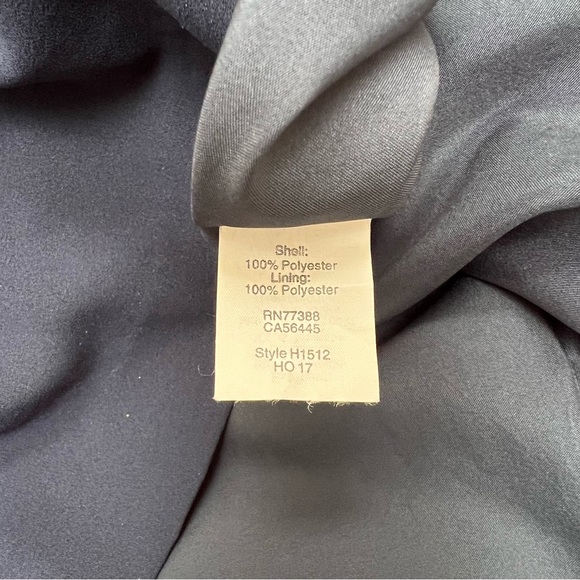 Shell:
100% Polyester
Lining:
100% Polyester
RN77388
CA56445
Style H1512
HO 17